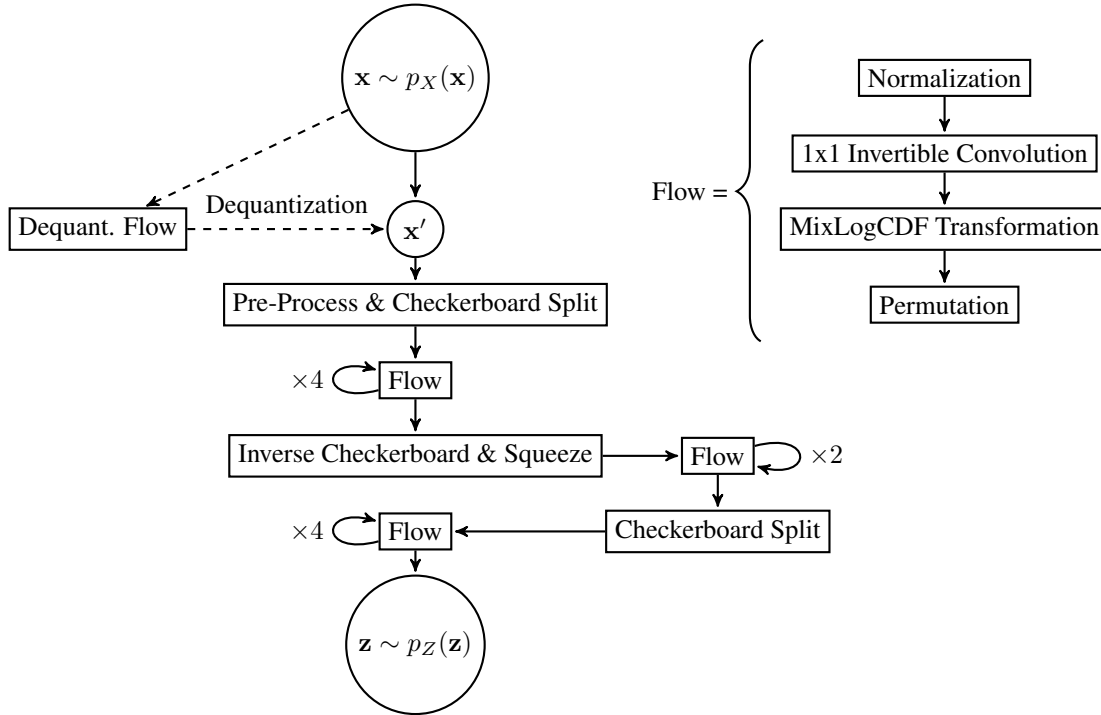 x ∼ p_X(x)
Dequantization
Dequant. Flow
x′
Pre-Process & Checkerboard Split
×4
Flow
Inverse Checkerboard & Squeeze
Flow
×2
×4
Flow
Checkerboard Split
z ∼ p_Z(z)
Flow =
Normalization
1x1 Invertible Convolution
MixLogCDF Transformation
Permutation